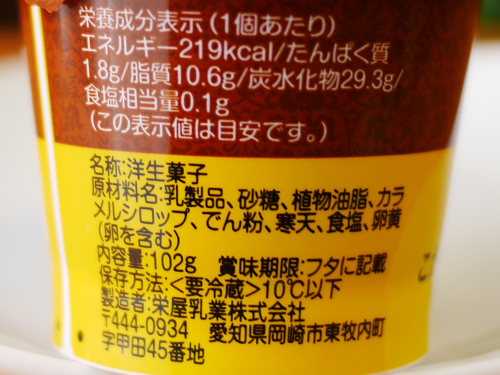 栄養成分表示(1個あたり)
エネルギー219kcal/たんぱく質
1.8g/脂質10.6g/炭水化物29.3g/
食塩相当量0.1g
(この表示値は目安です。)
名称:洋生菓子
原材料名:乳製品、砂糖、植物油脂、カラ
メルシロップ、でん粉、寒天、食塩、卵黄
(卵を含む)
内容量:102g 賞味期限:フタに記載
保存方法:<要冷蔵>10℃以下
製造者:栄屋乳業株式会社
〒444-0934 愛知県岡崎市東牧内町
字甲田45番地